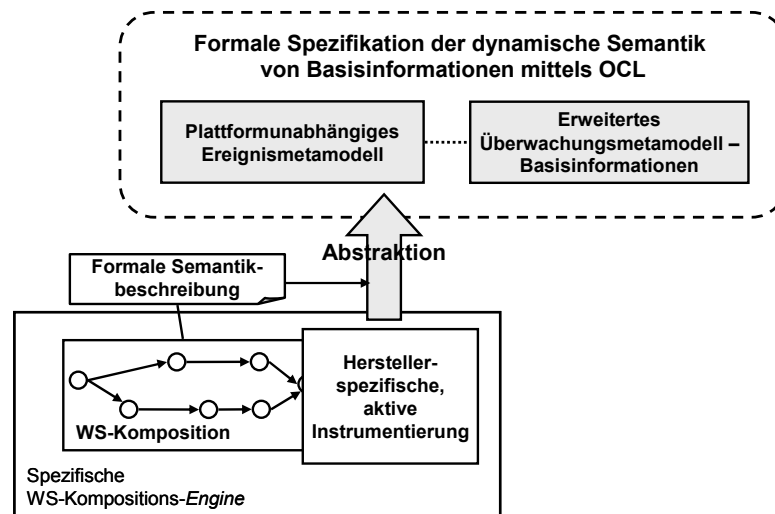 Formale Spezifikation der dynamische Semantik
von Basisinformationen mittels OCL
Plattformunabhängiges
Ereignismetamodell
Erweitertes
Überwachungsmetamodell –
Basisinformationen
Abstraktion
Formale Semantik-
beschreibung
WS-Komposition
Hersteller-
spezifische,
aktive
Instrumentierung
Spezifische
WS-Kompositions-Engine